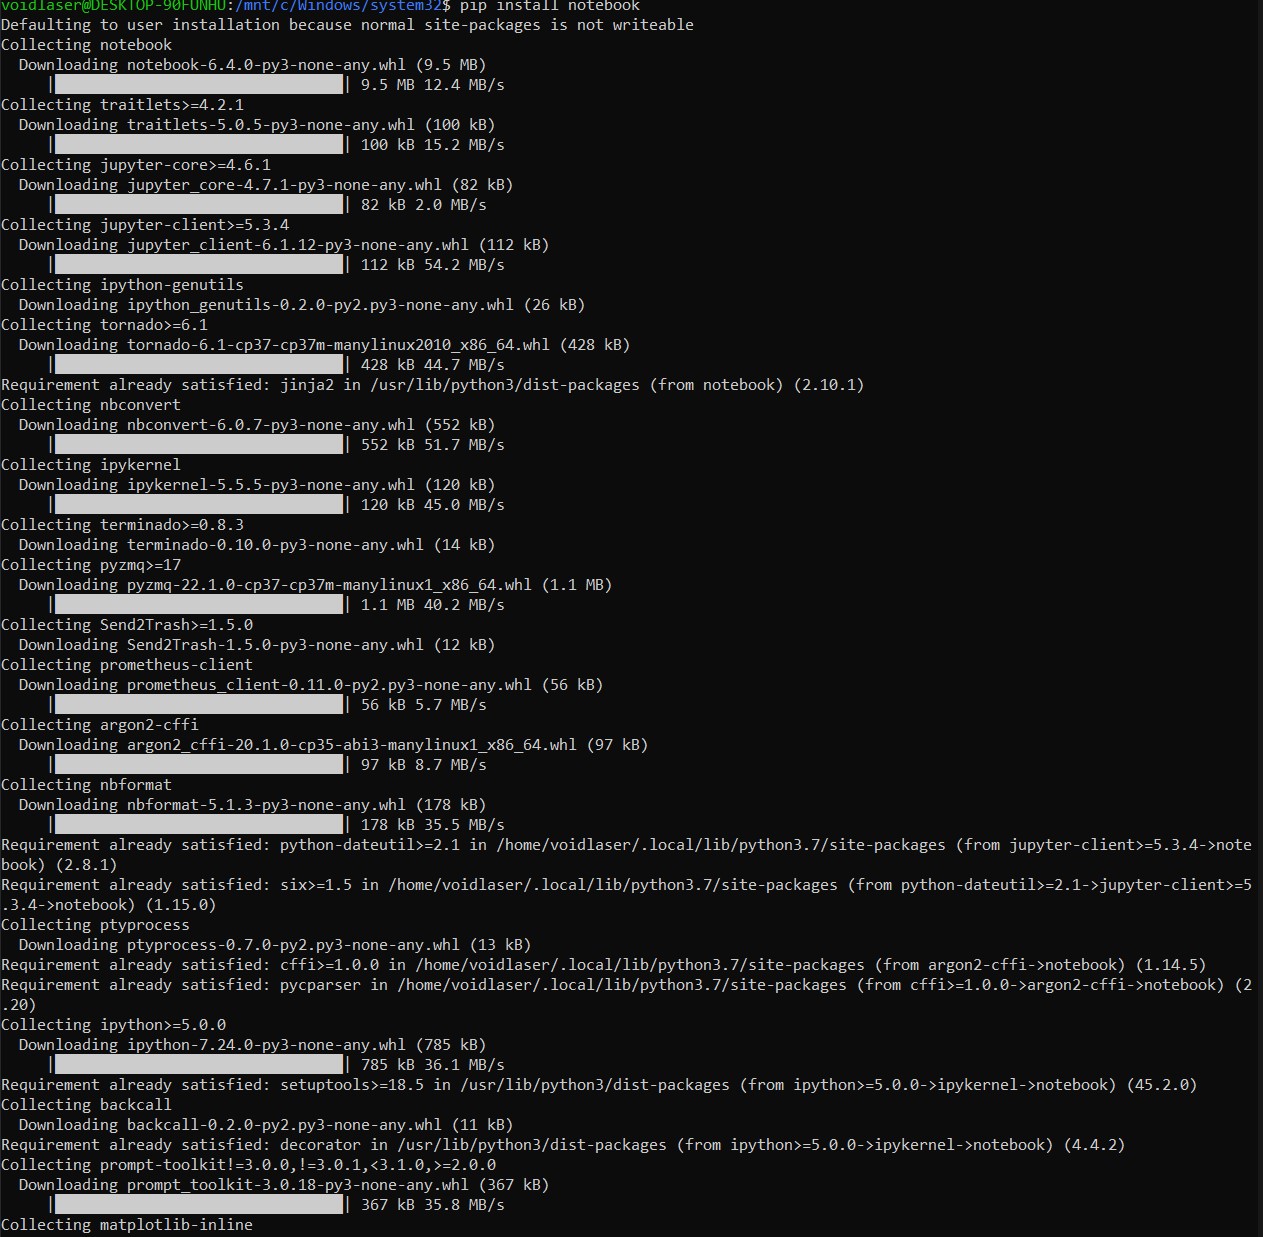 voidlaser@DESKTOP-90FUNHU:/mnt/c/Windows/system32$ pip install notebook
Defaulting to user installation because normal site-packages is not writeable
Collecting notebook
  Downloading notebook-6.4.0-py3-none-any.whl (9.5 MB)
     |████████████████████████████████| 9.5 MB 12.4 MB/s
Collecting traitlets>=4.2.1
  Downloading traitlets-5.0.5-py3-none-any.whl (100 kB)
     |████████████████████████████████| 100 kB 15.2 MB/s
Collecting jupyter-core>=4.6.1
  Downloading jupyter_core-4.7.1-py3-none-any.whl (82 kB)
     |████████████████████████████████| 82 kB 2.0 MB/s
Collecting jupyter-client>=5.3.4
  Downloading jupyter_client-6.1.12-py3-none-any.whl (112 kB)
     |████████████████████████████████| 112 kB 54.2 MB/s
Collecting ipython-genutils
  Downloading ipython_genutils-0.2.0-py2.py3-none-any.whl (26 kB)
Collecting tornado>=6.1
  Downloading tornado-6.1-cp37-cp37m-manylinux2010_x86_64.whl (428 kB)
     |████████████████████████████████| 428 kB 44.7 MB/s
Requirement already satisfied: jinja2 in /usr/lib/python3/dist-packages (from notebook) (2.10.1)
Collecting nbconvert
  Downloading nbconvert-6.0.7-py3-none-any.whl (552 kB)
     |████████████████████████████████| 552 kB 51.7 MB/s
Collecting ipykernel
  Downloading ipykernel-5.5.5-py3-none-any.whl (120 kB)
     |████████████████████████████████| 120 kB 45.0 MB/s
Collecting terminado>=0.8.3
  Downloading terminado-0.10.0-py3-none-any.whl (14 kB)
Collecting pyzmq>=17
  Downloading pyzmq-22.1.0-cp37-cp37m-manylinux1_x86_64.whl (1.1 MB)
     |████████████████████████████████| 1.1 MB 40.2 MB/s
Collecting Send2Trash>=1.5.0
  Downloading Send2Trash-1.5.0-py3-none-any.whl (12 kB)
Collecting prometheus-client
  Downloading prometheus_client-0.11.0-py2.py3-none-any.whl (56 kB)
     |████████████████████████████████| 56 kB 5.7 MB/s
Collecting argon2-cffi
  Downloading argon2_cffi-20.1.0-cp35-abi3-manylinux1_x86_64.whl (97 kB)
     |████████████████████████████████| 97 kB 8.7 MB/s
Collecting nbformat
  Downloading nbformat-5.1.3-py3-none-any.whl (178 kB)
     |████████████████████████████████| 178 kB 35.5 MB/s
Requirement already satisfied: python-dateutil>=2.1 in /home/voidlaser/.local/lib/python3.7/site-packages (from jupyter-client>=5.3.4->note
book) (2.8.1)
Requirement already satisfied: six>=1.5 in /home/voidlaser/.local/lib/python3.7/site-packages (from python-dateutil>=2.1->jupyter-client>=5
.3.4->notebook) (1.15.0)
Collecting ptyprocess
  Downloading ptyprocess-0.7.0-py2.py3-none-any.whl (13 kB)
Requirement already satisfied: cffi>=1.0.0 in /home/voidlaser/.local/lib/python3.7/site-packages (from argon2-cffi->notebook) (1.14.5)
Requirement already satisfied: pycparser in /home/voidlaser/.local/lib/python3.7/site-packages (from cffi>=1.0.0->argon2-cffi->notebook) (2
.20)
Collecting ipython>=5.0.0
  Downloading ipython-7.24.0-py3-none-any.whl (785 kB)
     |████████████████████████████████| 785 kB 36.1 MB/s
Requirement already satisfied: setuptools>=18.5 in /usr/lib/python3/dist-packages (from ipython>=5.0.0->ipykernel->notebook) (45.2.0)
Collecting backcall
  Downloading backcall-0.2.0-py2.py3-none-any.whl (11 kB)
Requirement already satisfied: decorator in /usr/lib/python3/dist-packages (from ipython>=5.0.0->ipykernel->notebook) (4.4.2)
Collecting prompt-toolkit!=3.0.0,!=3.0.1,<3.1.0,>=2.0.0
  Downloading prompt_toolkit-3.0.18-py3-none-any.whl (367 kB)
     |████████████████████████████████| 367 kB 35.8 MB/s
Collecting matplotlib-inline